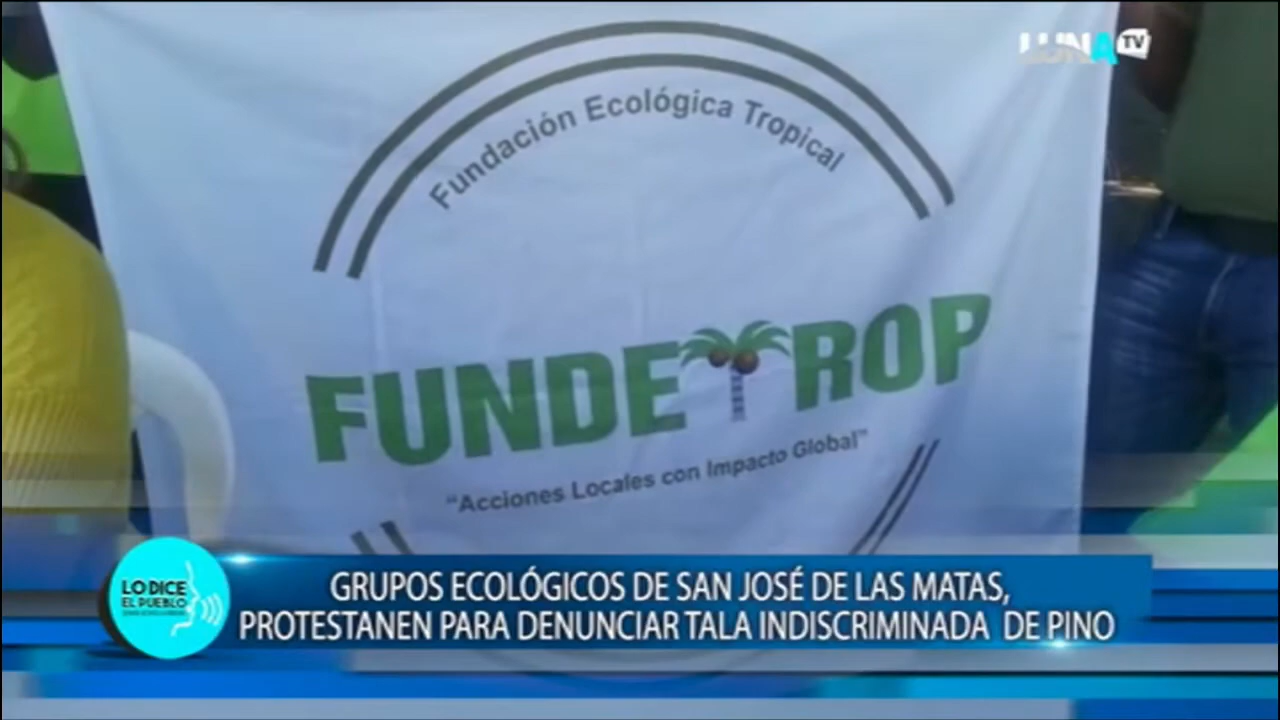 LUNA TV
Fundación Ecológica Tropical
FUNDETROP
“Acciones Locales con Impacto Global”
LO DICE
EL PUEBLO
GRUPOS ECOLÓGICOS DE SAN JOSÉ DE LAS MATAS,
PROTESTANEN PARA DENUNCIAR TALA INDISCRIMINADA DE PINO